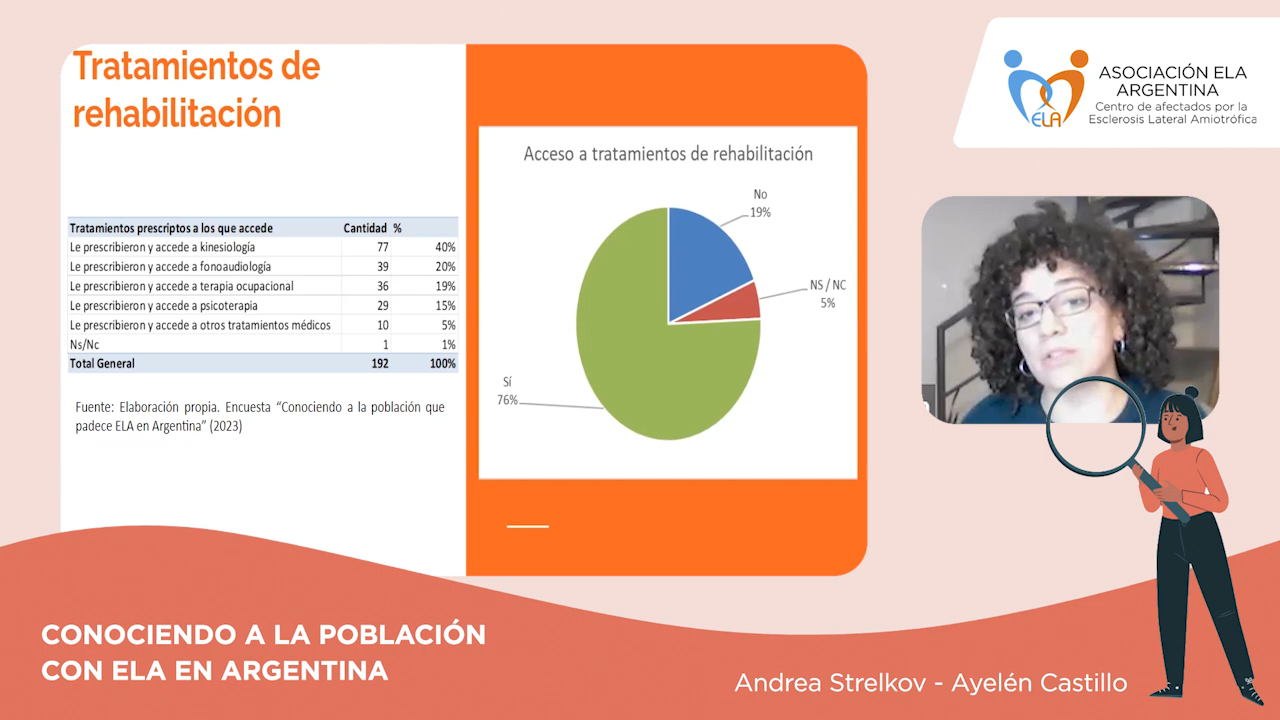 Tratamientos de
rehabilitación
Tratamientos prescriptos a los que accede Cantidad %
Le prescribieron y accede a kinesiología 77 40%
Le prescribieron y accede a fonoaudiología 39 20%
Le prescribieron y accede a terapia ocupacional 36 19%
Le prescribieron y accede a psicoterapia 29 15%
Le prescribieron y accede a otros tratamientos médicos 10 5%
Ns/Nc 1 1%
Total General 192 100%
Fuente: Elaboración propia. Encuesta “Conociendo a la población que
padece ELA en Argentina” (2023)
Acceso a tratamientos de rehabilitación
No
19%
NS / NC
5%
Sí
76%
ELA
ASOCIACIÓN ELA
ARGENTINA
Centro de afectados por la
Esclerosis Lateral Amiotrófica
CONOCIENDO A LA POBLACIÓN
CON ELA EN ARGENTINA
Andrea Strelkov - Ayelén Castillo